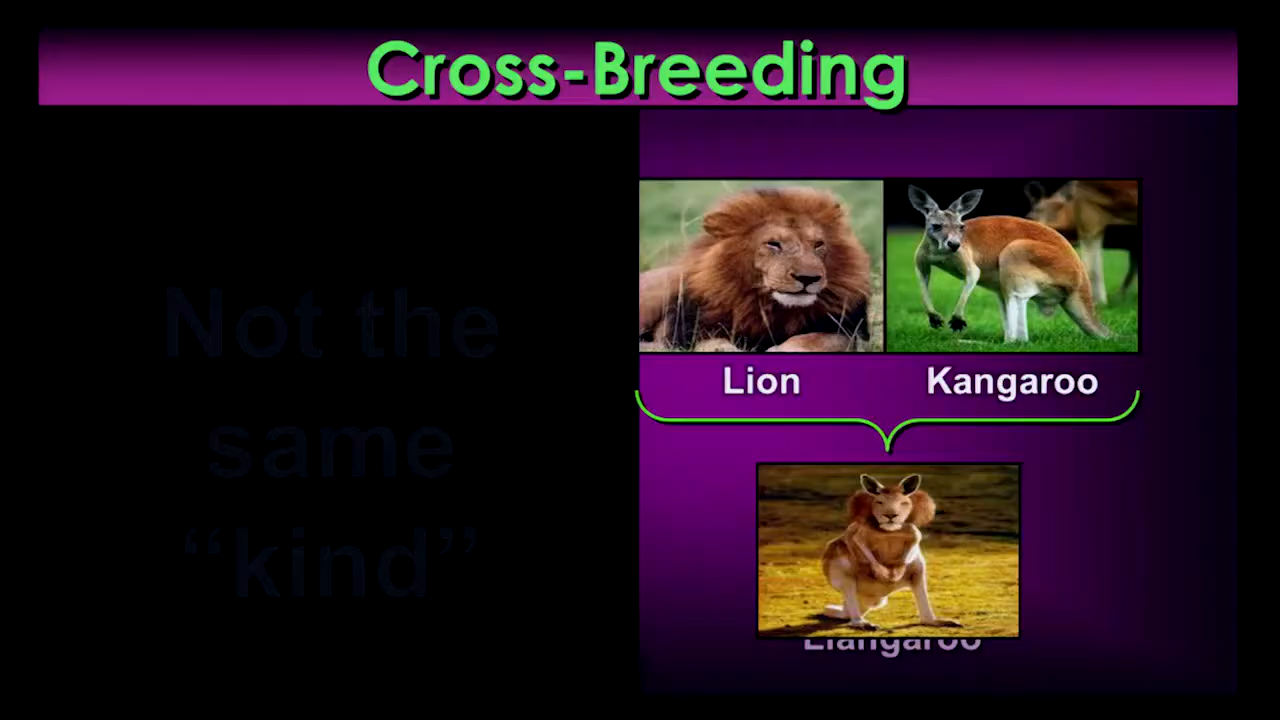 Cross-Breeding
Not the
same
“kind”
Lion
Kangaroo
Liangaroo